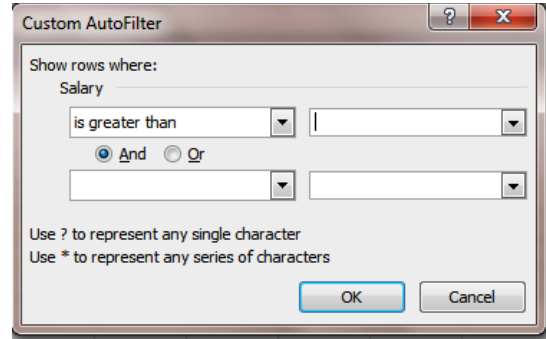 Custom AutoFilter
Show rows where:
Salary
is greater than
And Or
Use ? to represent any single character
Use * to represent any series of characters
OK Cancel